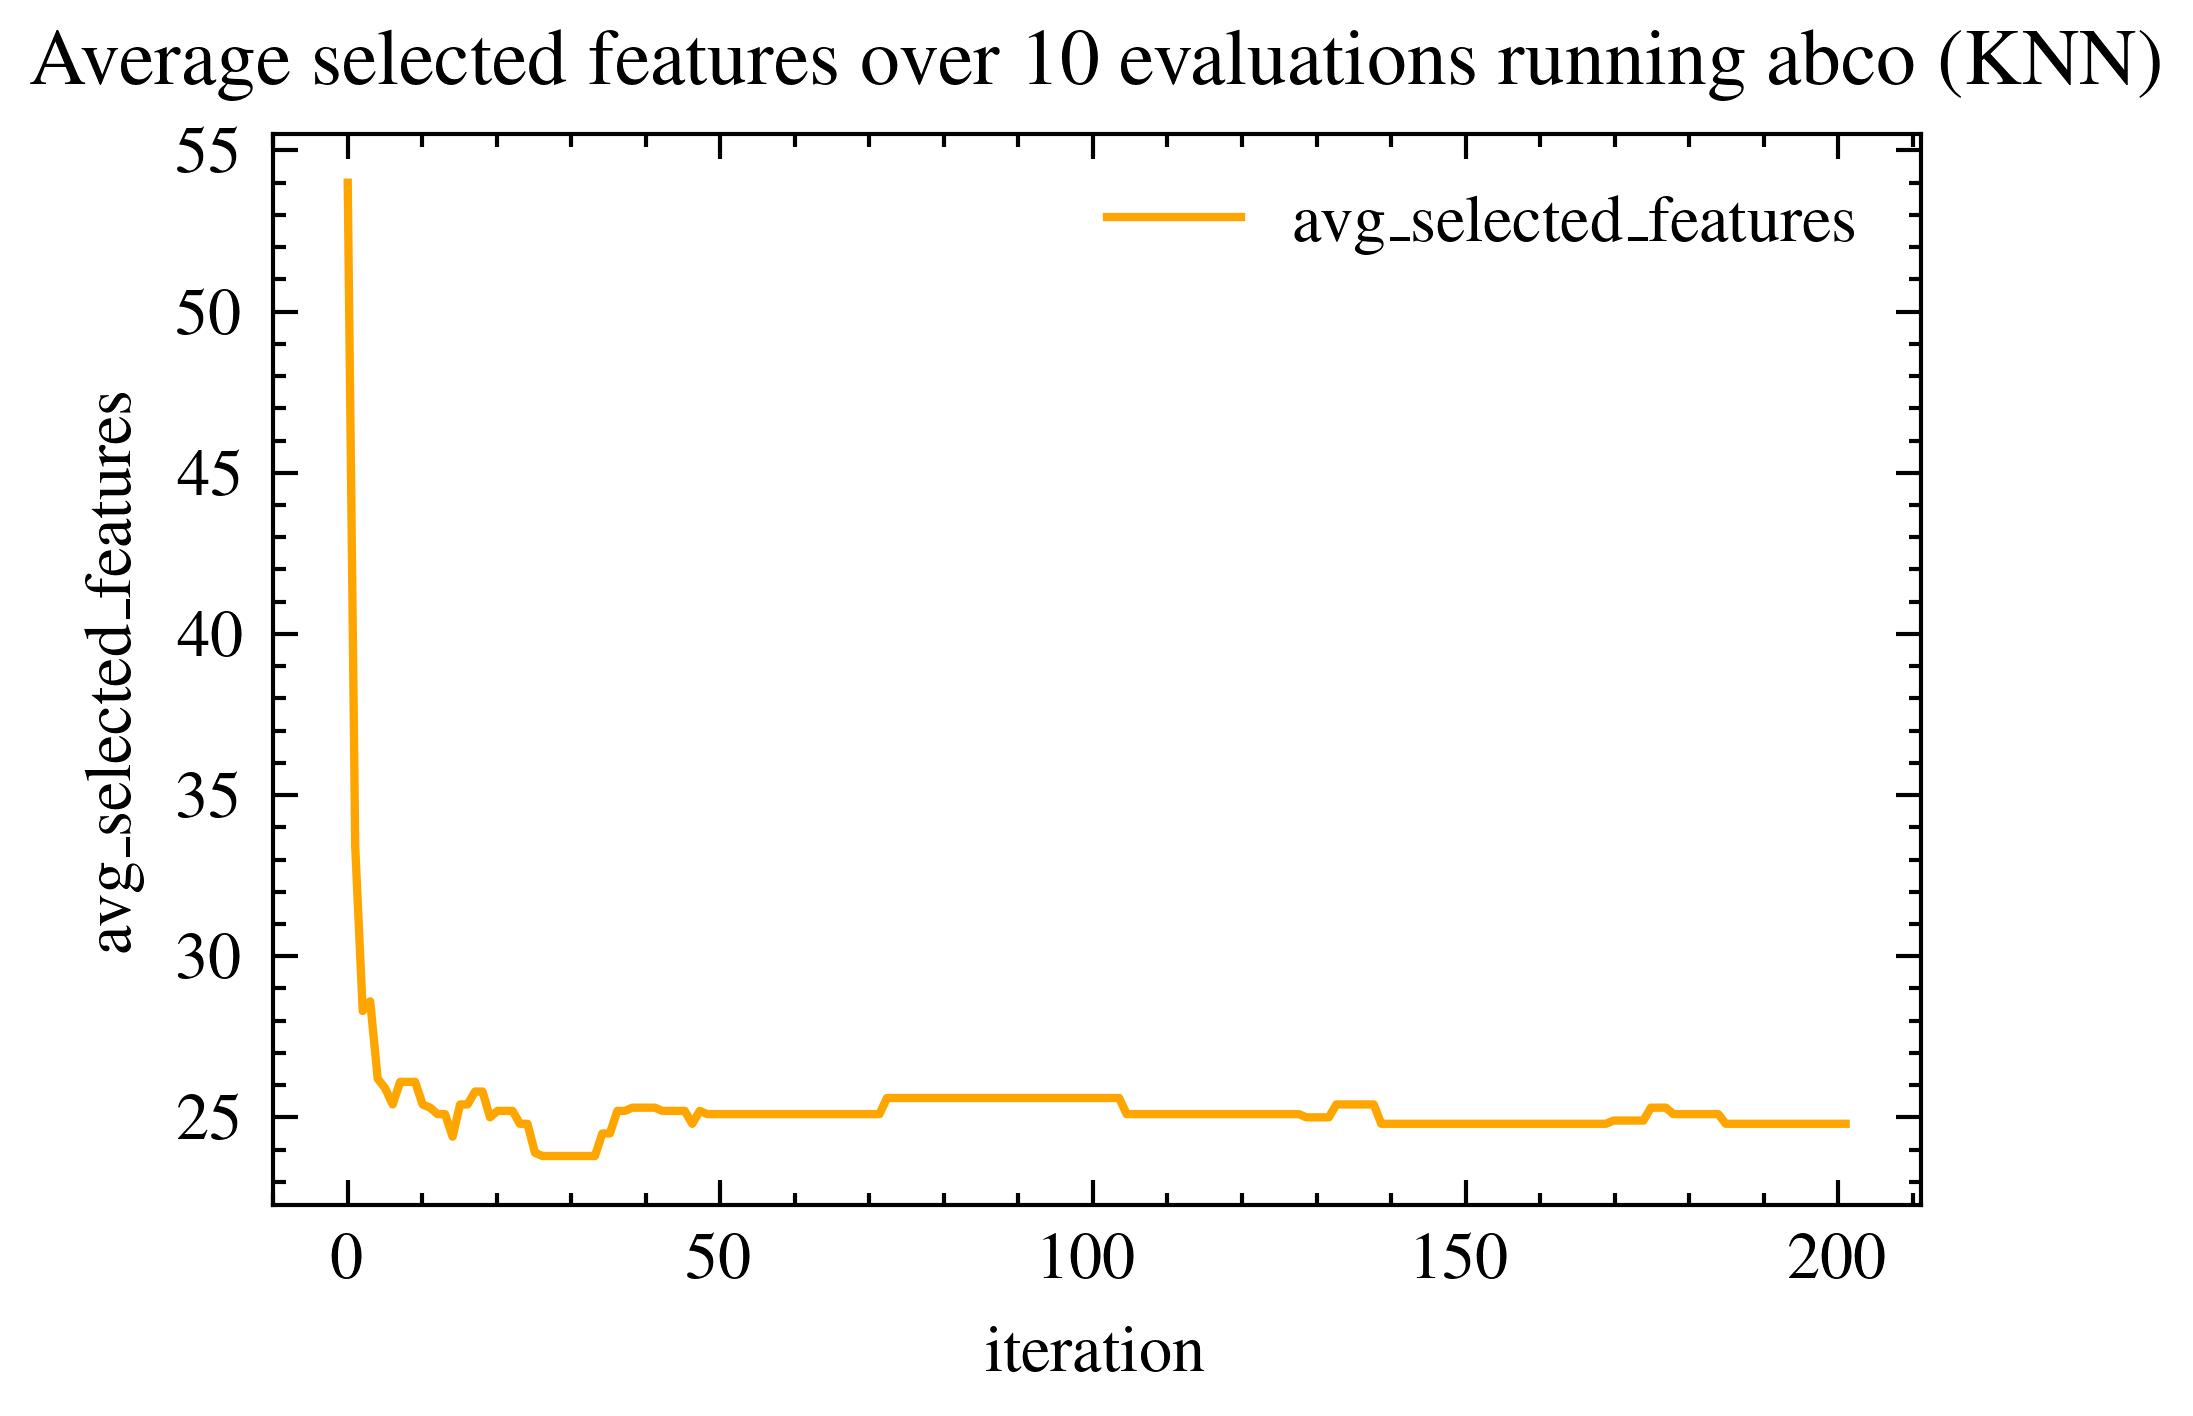 Average selected features over 10 evaluations running abco (KNN)
avg_selected_features
avg_selected_features
55
50
45
40
35
30
25
0 50 100 150 200
iteration